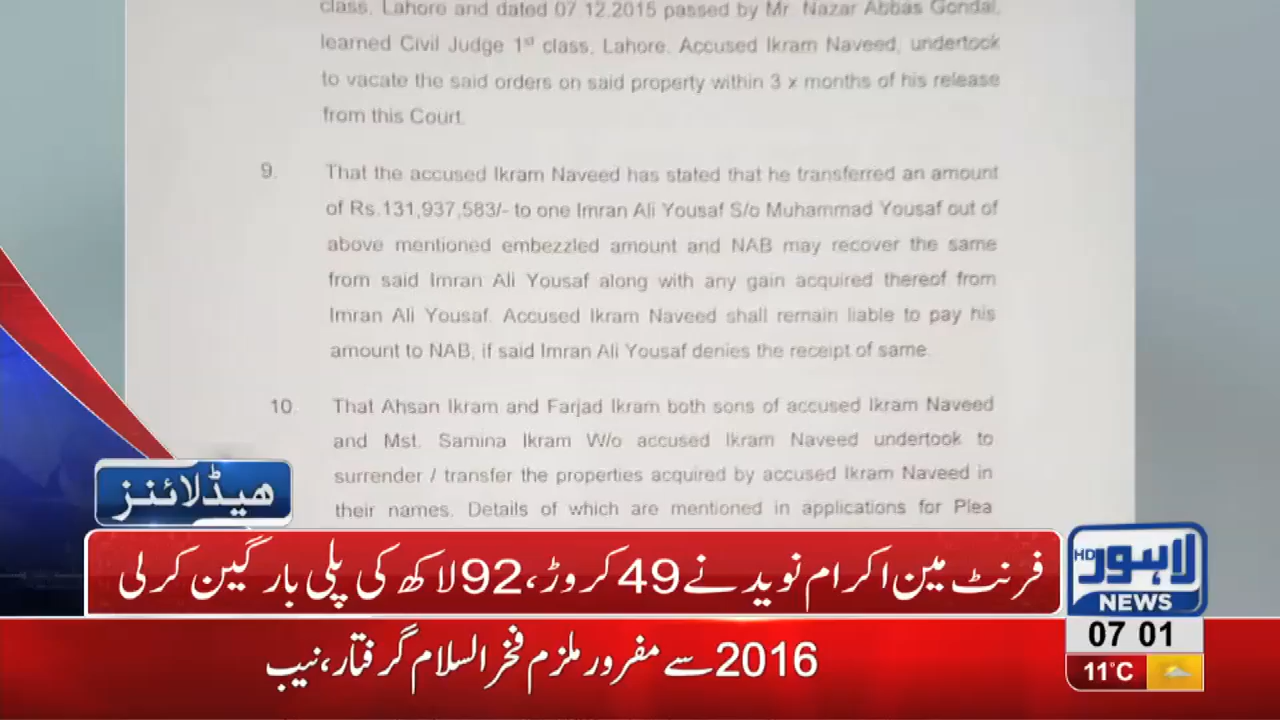 class, Lahore and dated 07.12.2015 passed by Mr. Nazar Abbas Gondal,
learned Civil Judge 1st class, Lahore. Accused Ikram Naveed, undertook
to vacate the said orders on said property within 3 x months of his release
from this Court.
9. That the accused Ikram Naveed has stated that he transferred an amount
of Rs.131,937,583/- to one Imran Ali Yousaf S/o Muhammad Yousaf out of
above mentioned embezzled amount and NAB may recover the same
from said Imran Ali Yousaf along with any gain acquired thereof from
Imran Ali Yousaf. Accused Ikram Naveed shall remain liable to pay his
amount to NAB, if said Imran Ali Yousaf denies the receipt of same.
10. That Ahsan Ikram and Farjad Ikram both sons of accused Ikram Naveed
and Mst. Samina Ikram W/o accused Ikram Naveed undertook to
surrender / transfer the properties acquired by accused Ikram Naveed in
their names. Details of which are mentioned in applications for Plea
ھیڈلائنز
فرنٹ مین اکرام نوید نے 49 کروڑ، 92 لاکھ کی پلی بارگین کرلی
HD لاہور
NEWS
07 01
11°C
2016 سے مفرور ملزم فخرالسلام گرفتار، نیب